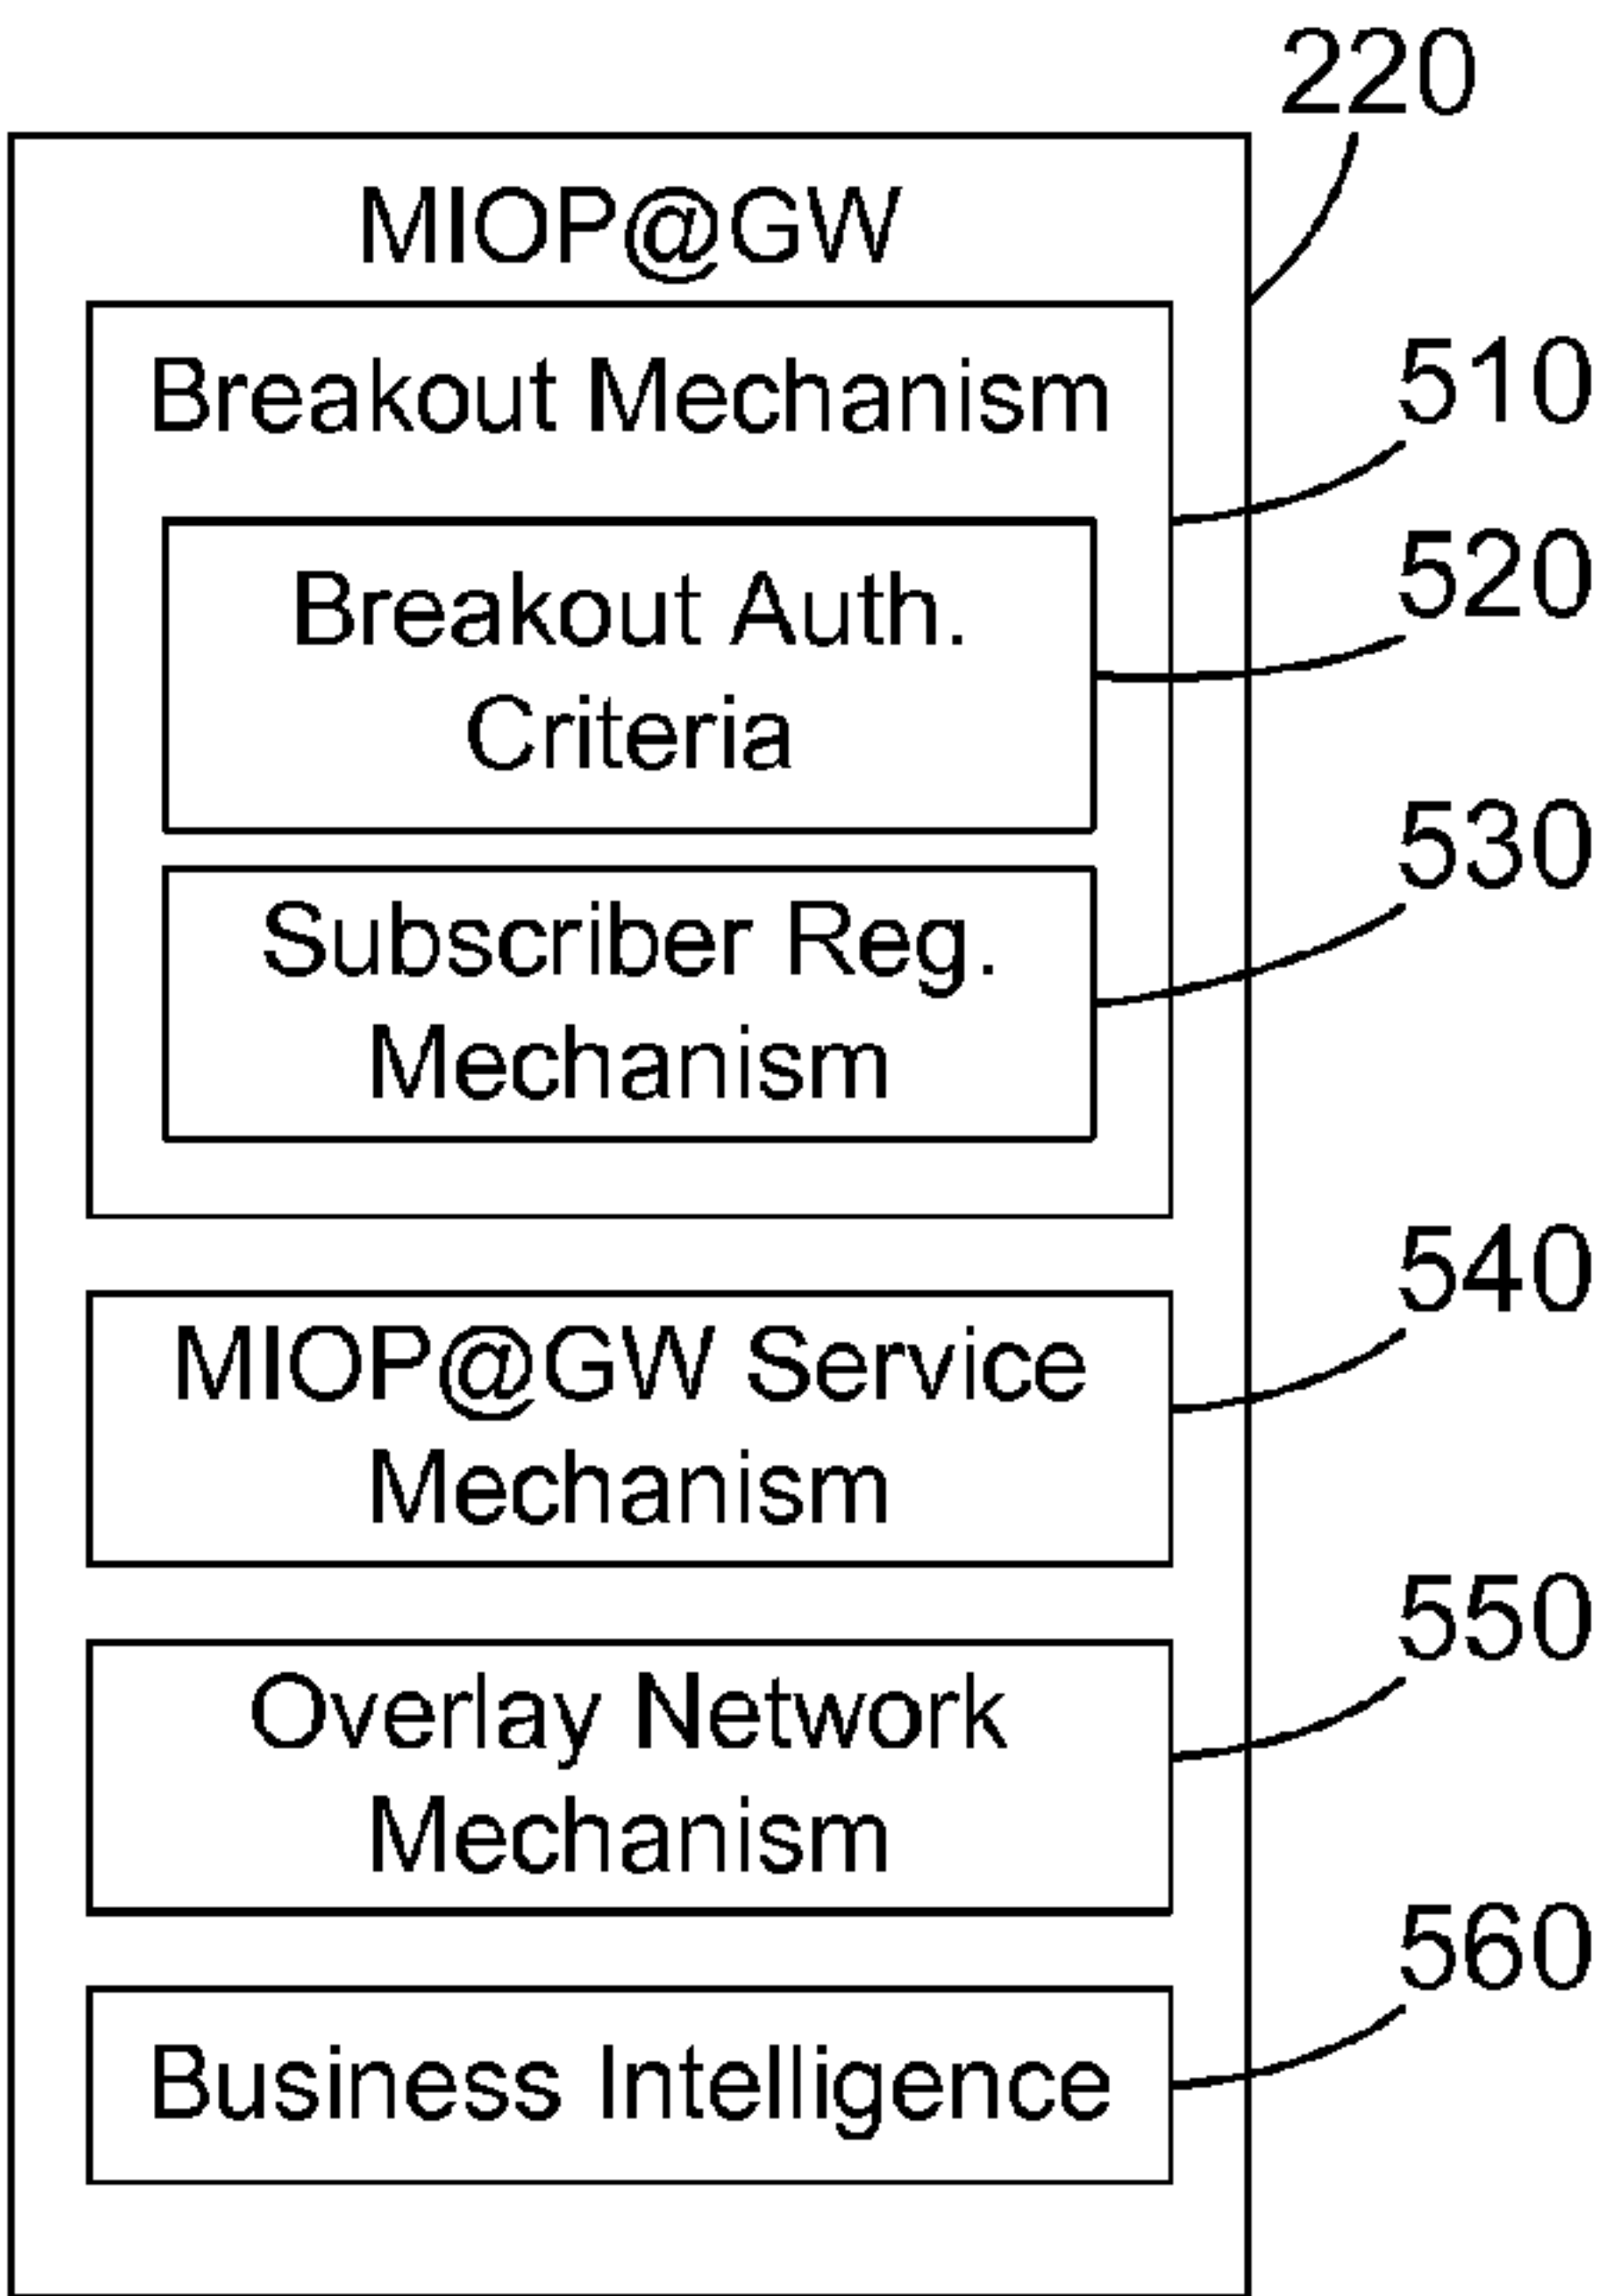 220
MIOP@GW
Breakout Mechanism
510
Breakout Auth.
Criteria
520
Subscriber Reg.
Mechanism
530
MIOP@GW Service
Mechanism
540
Overlay Network
Mechanism
550
Business Intelligence
560